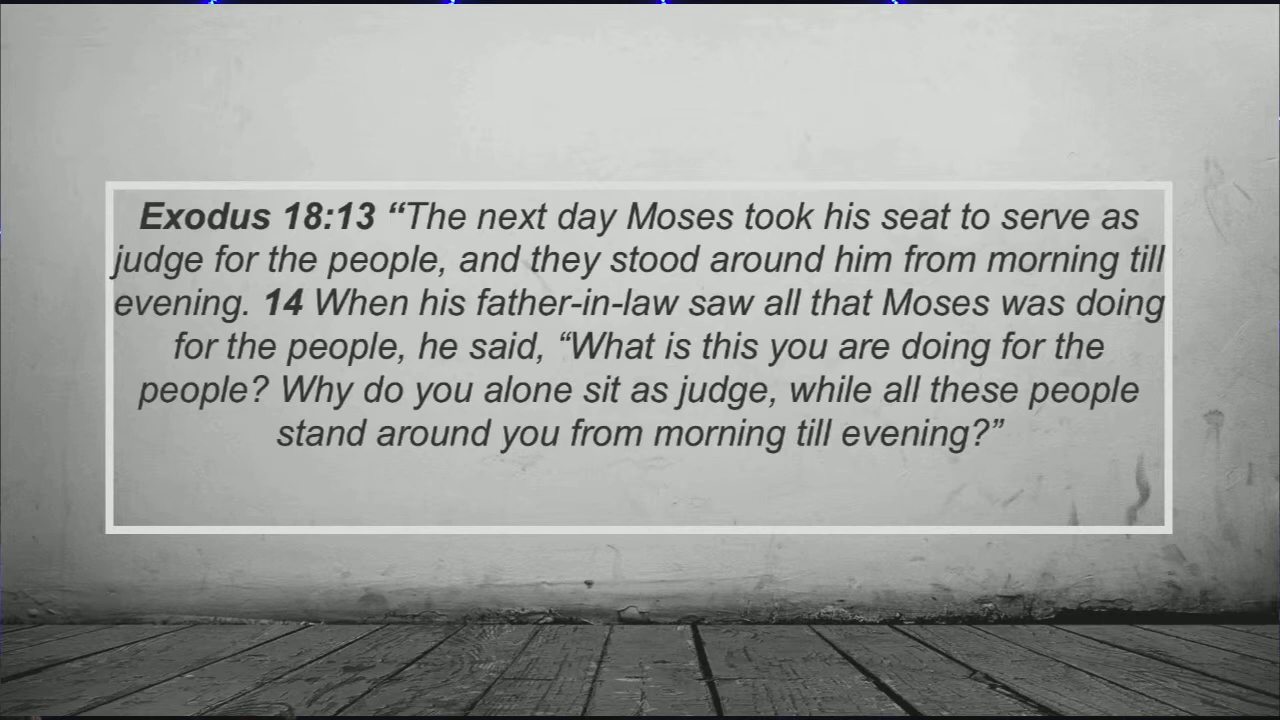 Exodus 18:13 “The next day Moses took his seat to serve as
judge for the people, and they stood around him from morning till
evening. 14 When his father-in-law saw all that Moses was doing
for the people, he said, “What is this you are doing for the
people? Why do you alone sit as judge, while all these people
stand around you from morning till evening?”